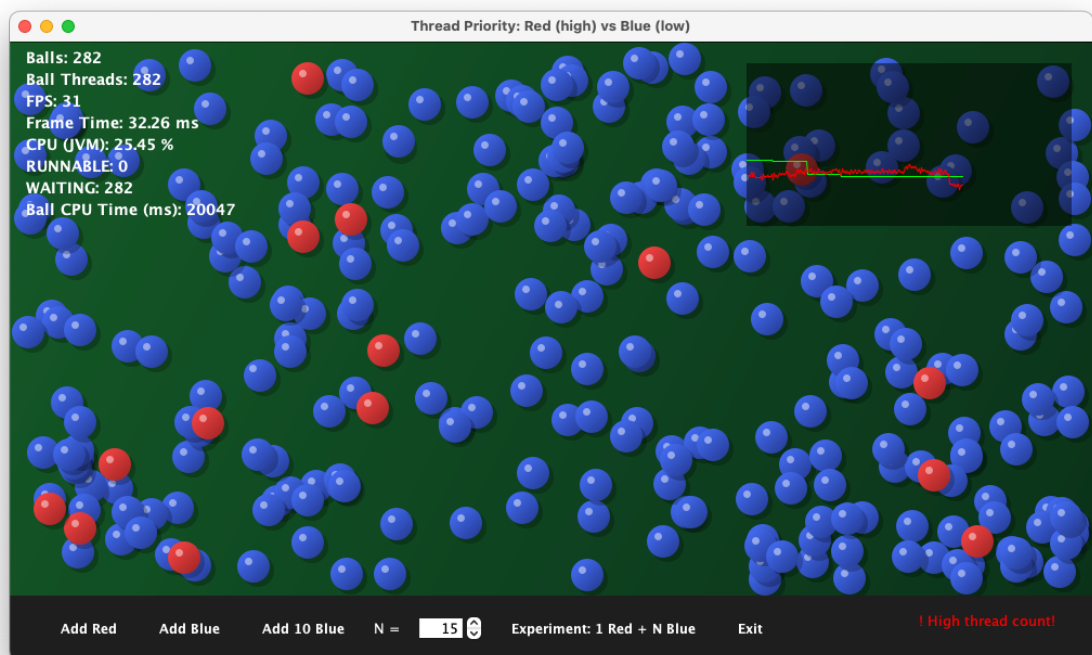 Thread Priority: Red (high) vs Blue (low)
Balls: 282
Ball Threads: 282
FPS: 31
Frame Time: 32.26 ms
CPU (JVM): 25.45 %
RUNNABLE: 0
WAITING: 282
Ball CPU Time (ms): 20047
Add Red Add Blue Add 10 Blue N = 15 Experiment: 1 Red + N Blue Exit ! High thread count!